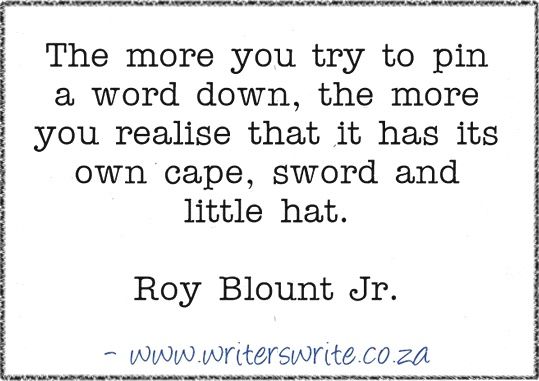 The more you try to pin
a word down, the more
you realise that it has its
own cape, sword and
little hat.
Roy Blount Jr.
- www.writerswrite.co.za